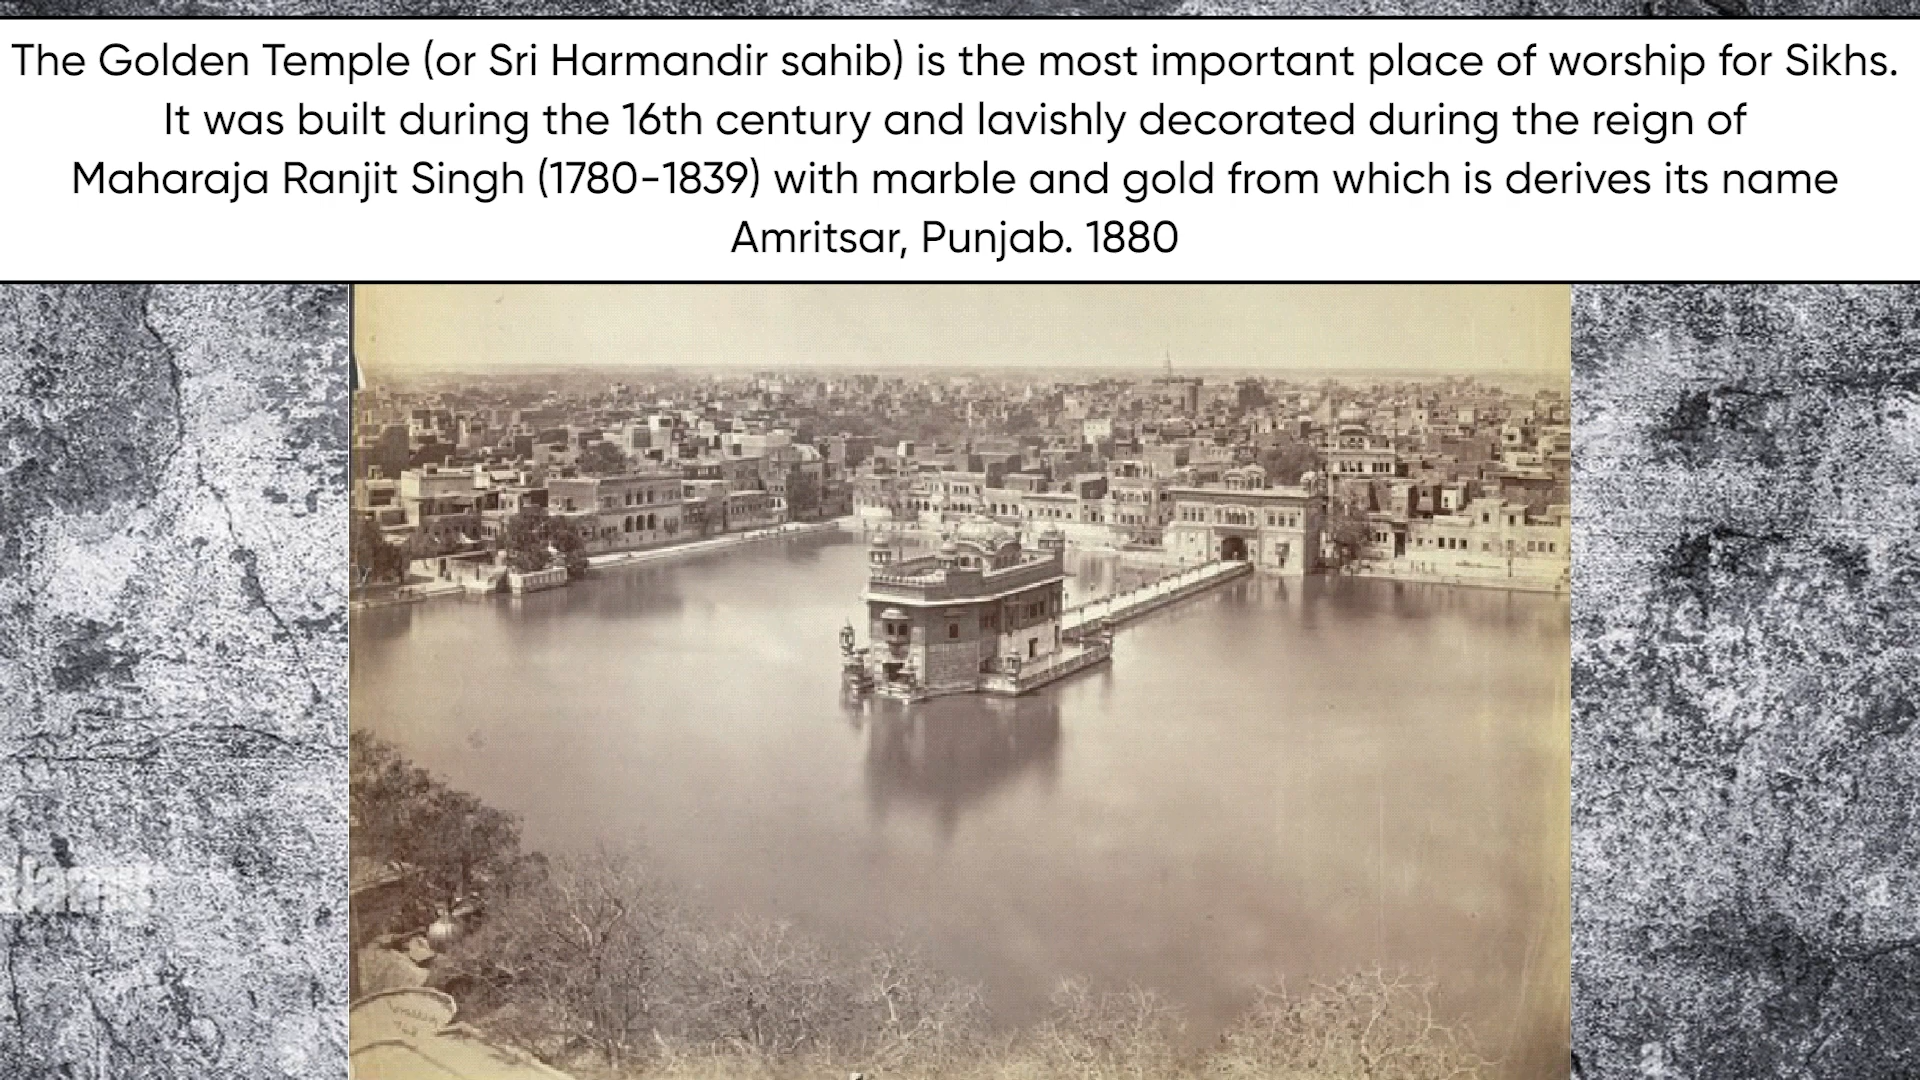 The Golden Temple (or Sri Harmandir sahib) is the most important place of worship for Sikhs.
It was built during the 16th century and lavishly decorated during the reign of
Maharaja Ranjit Singh (1780-1839) with marble and gold from which is derives its name
Amritsar, Punjab. 1880